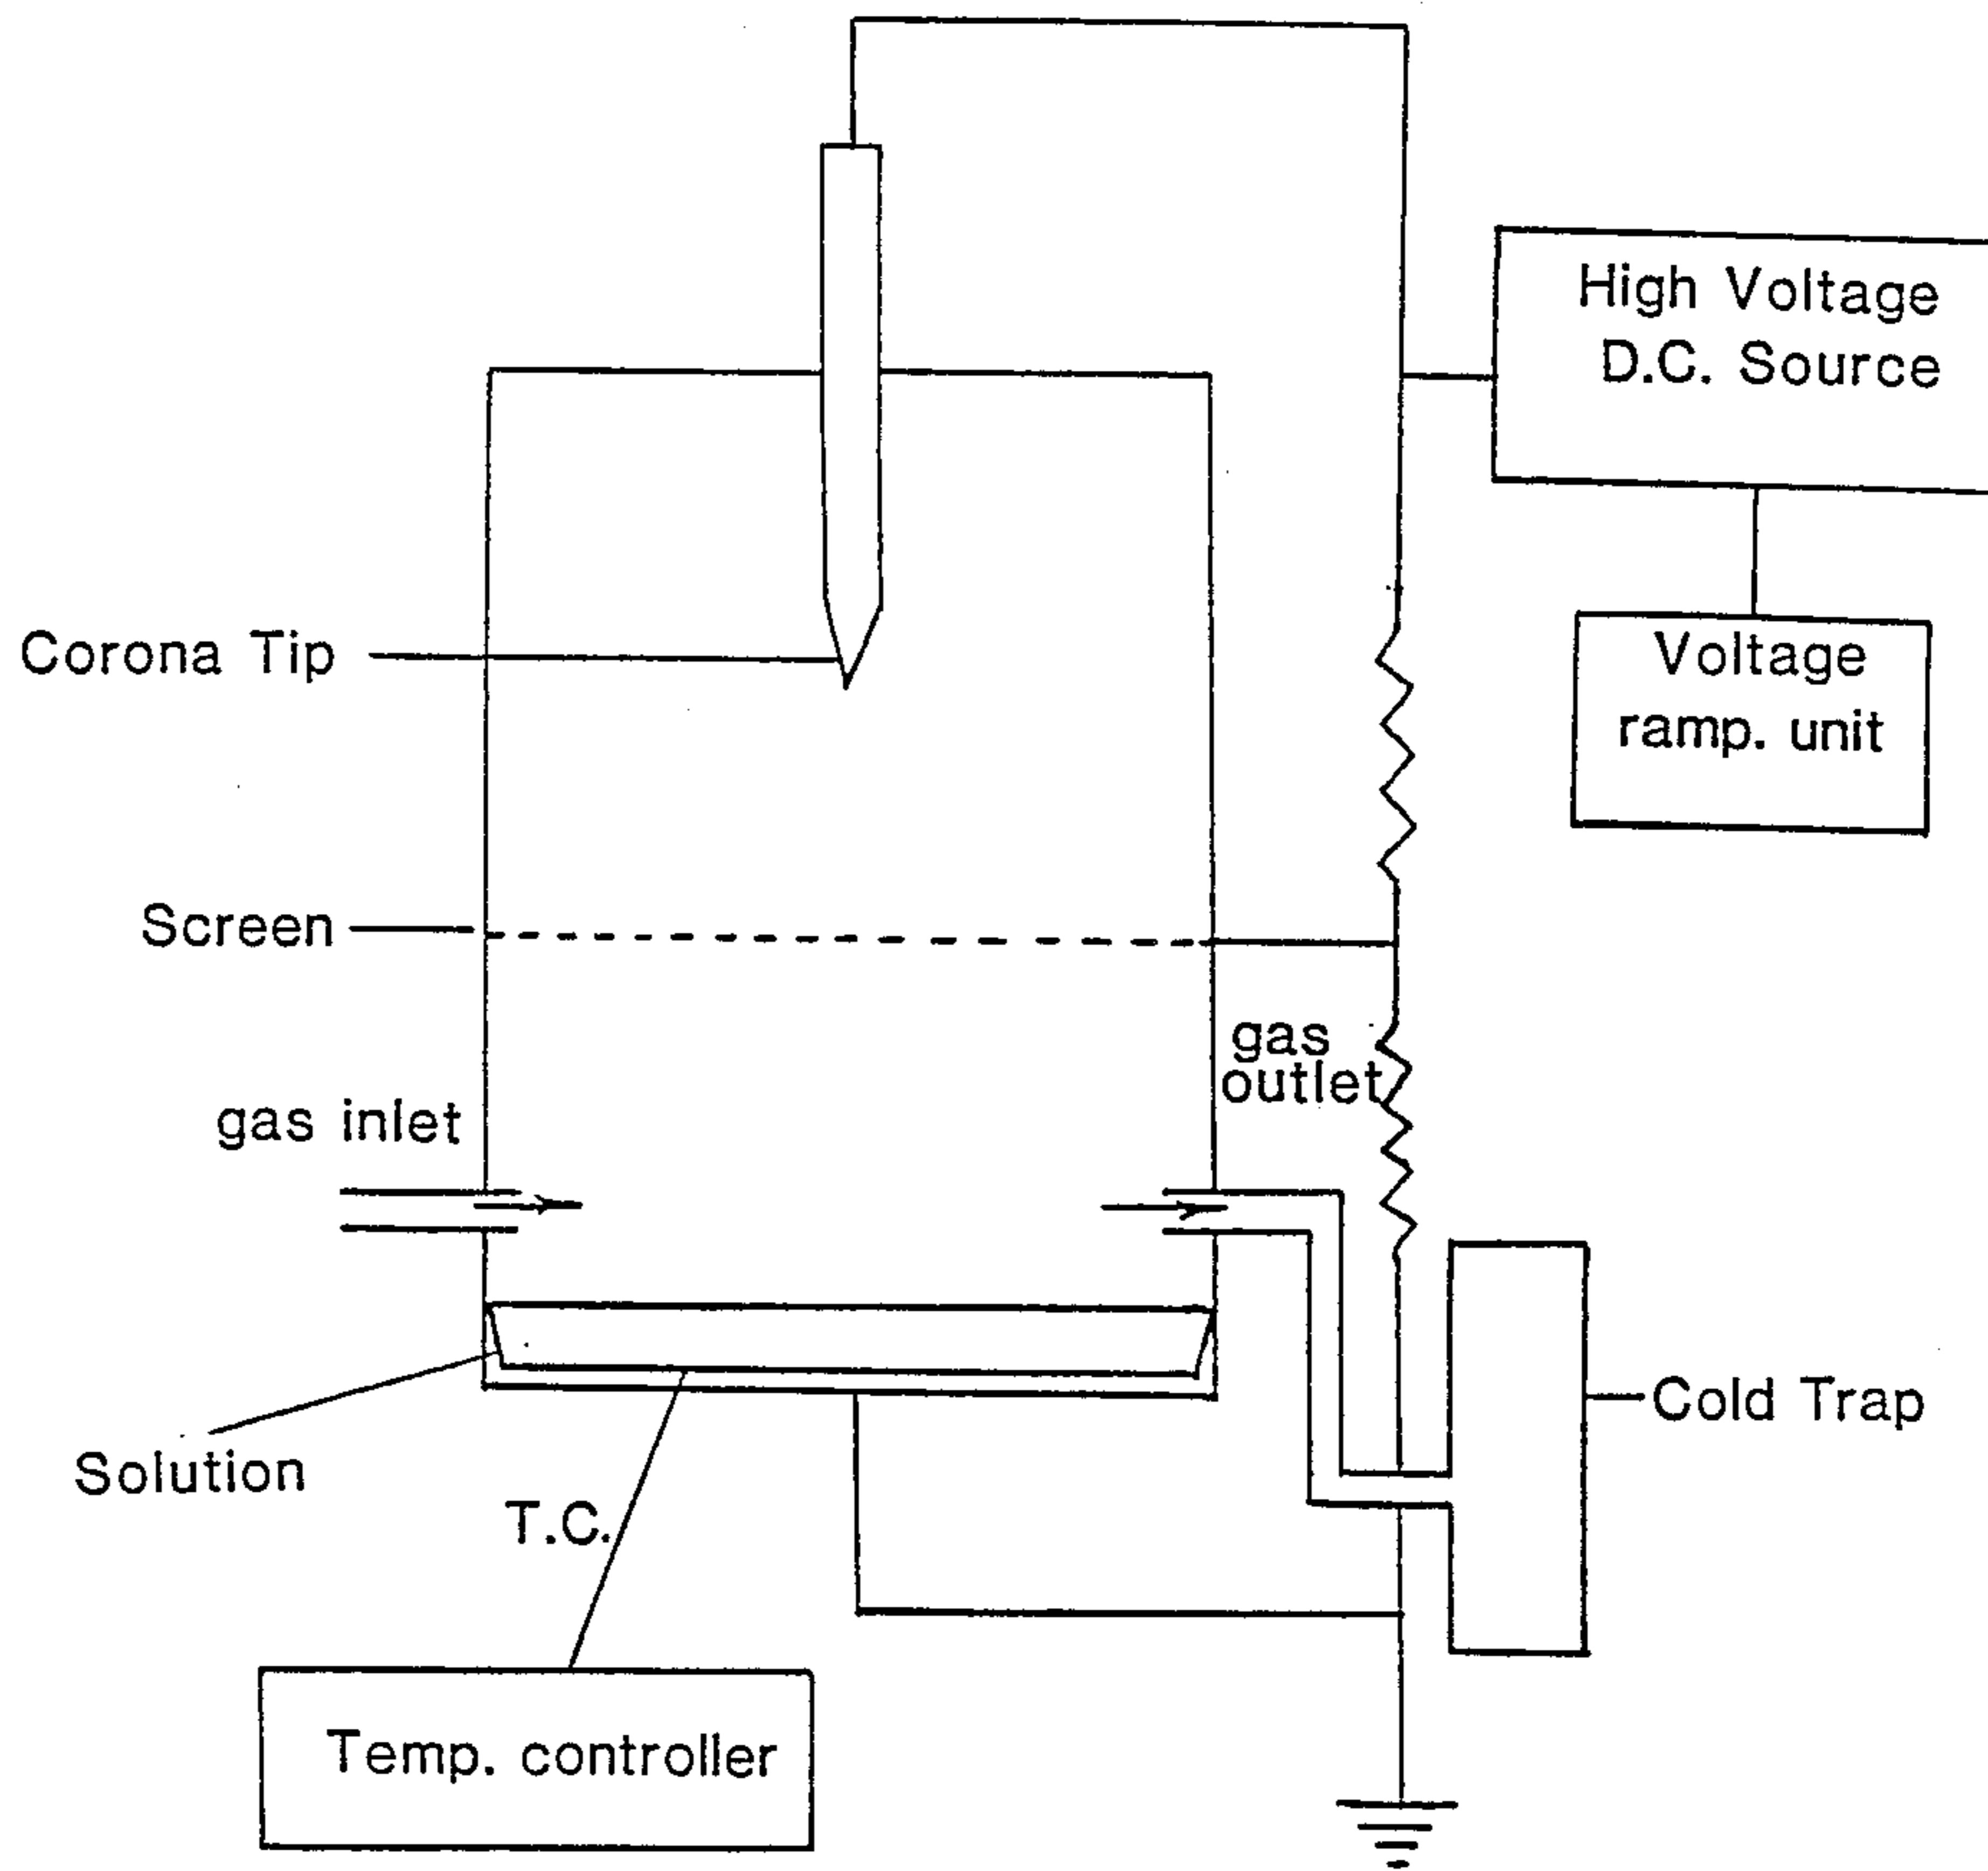 High Voltage
D.C. Source
Corona Tip
Voltage
ramp. unit
Screen
gas
outlet
gas inlet
Cold Trap
Solution
T.C.
Temp. controller